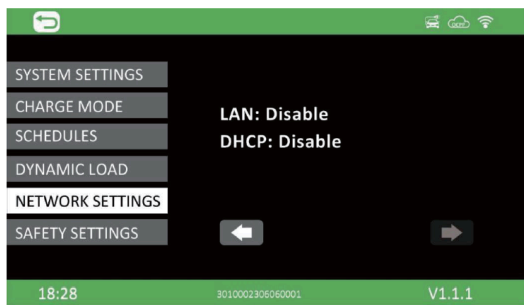 OCPP
SYSTEM SETTINGS
CHARGE MODE
SCHEDULES
DYNAMIC LOAD
NETWORK SETTINGS
SAFETY SETTINGS
LAN: Disable
DHCP: Disable
18:28
3010002306060001
V1.1.1